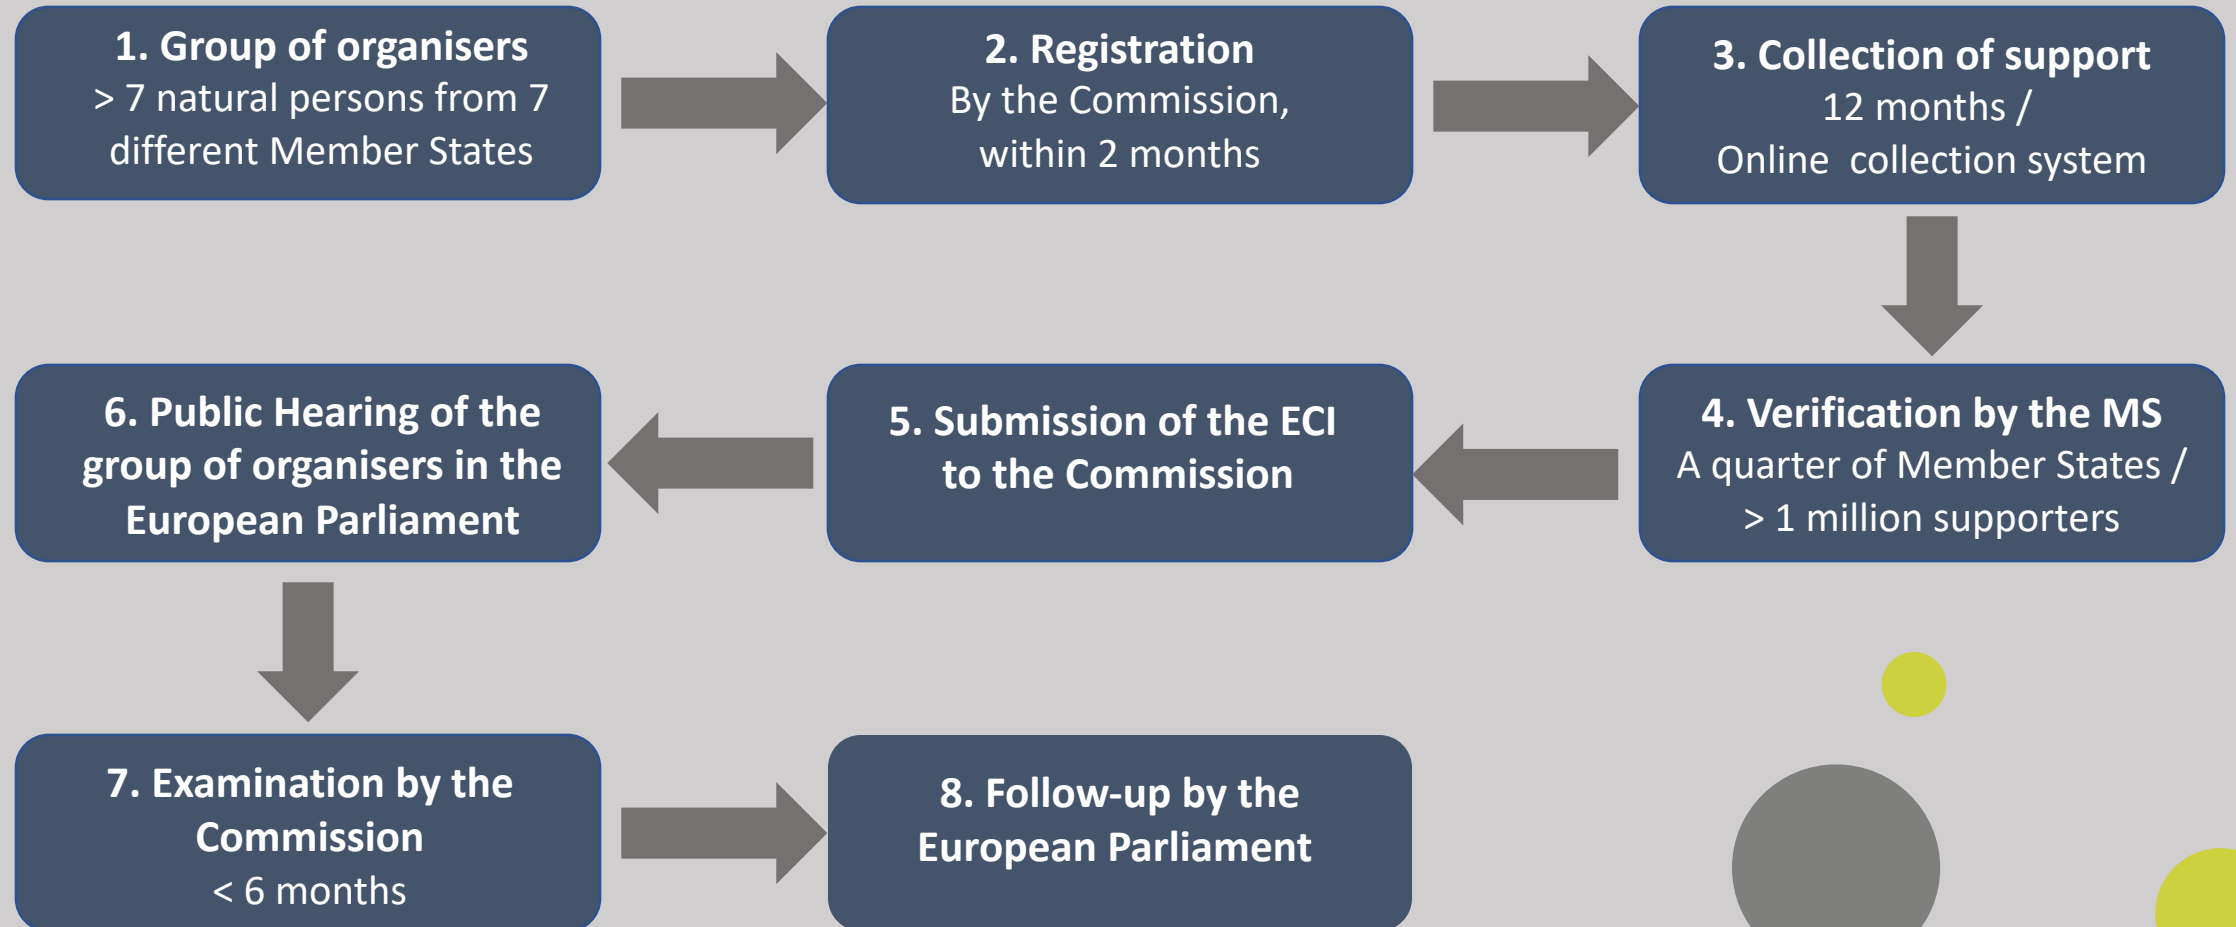 1. Group of organisers
> 7 natural persons from 7
different Member States
2. Registration
By the Commission,
within 2 months
3. Collection of support
12 months /
Online  collection system
4. Verification by the MS
A quarter of Member States /
> 1 million supporters
5. Submission of the ECI
to the Commission
6. Public Hearing of the
group of organisers in the
European Parliament
7. Examination by the
Commission
< 6 months
8. Follow-up by the
European Parliament